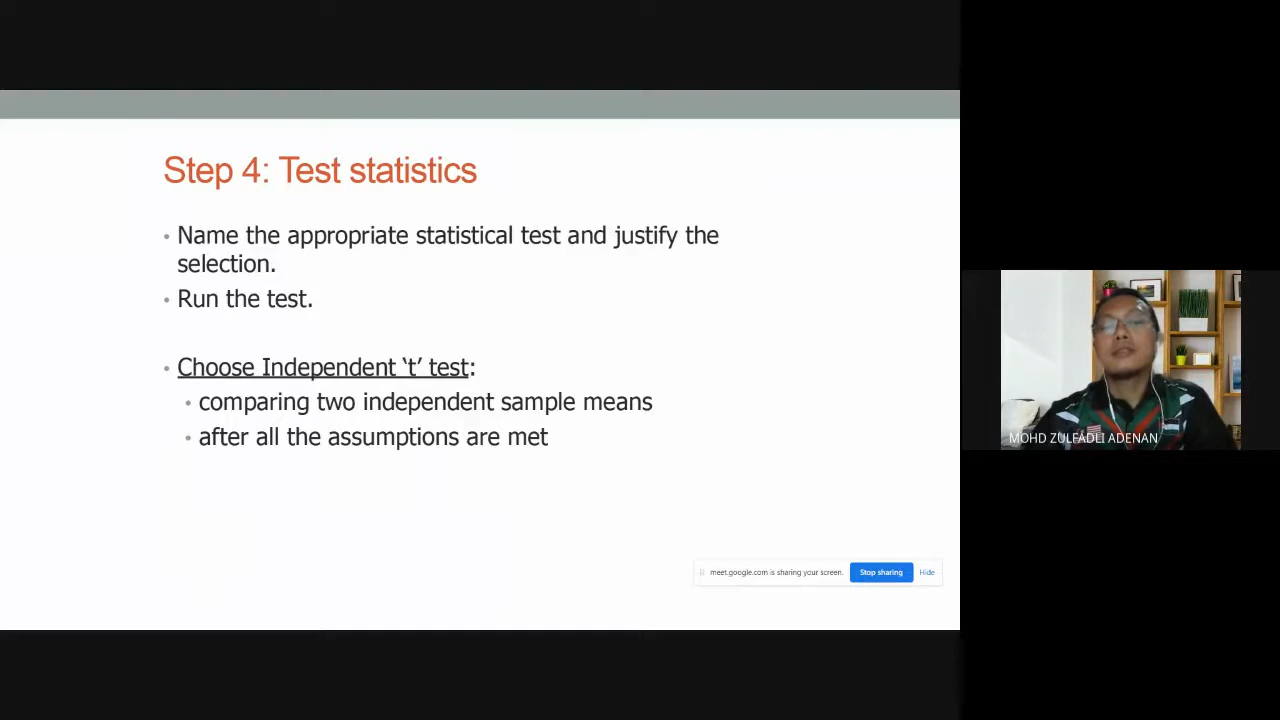 Step 4: Test statistics
• Name the appropriate statistical test and justify the
selection.
• Run the test.
• Choose Independent ‘t’ test:
• comparing two independent sample means
• after all the assumptions are met
meet.google.com is sharing your screen.
Stop sharing
Hide
MOHD ZULFADLI ADENAN